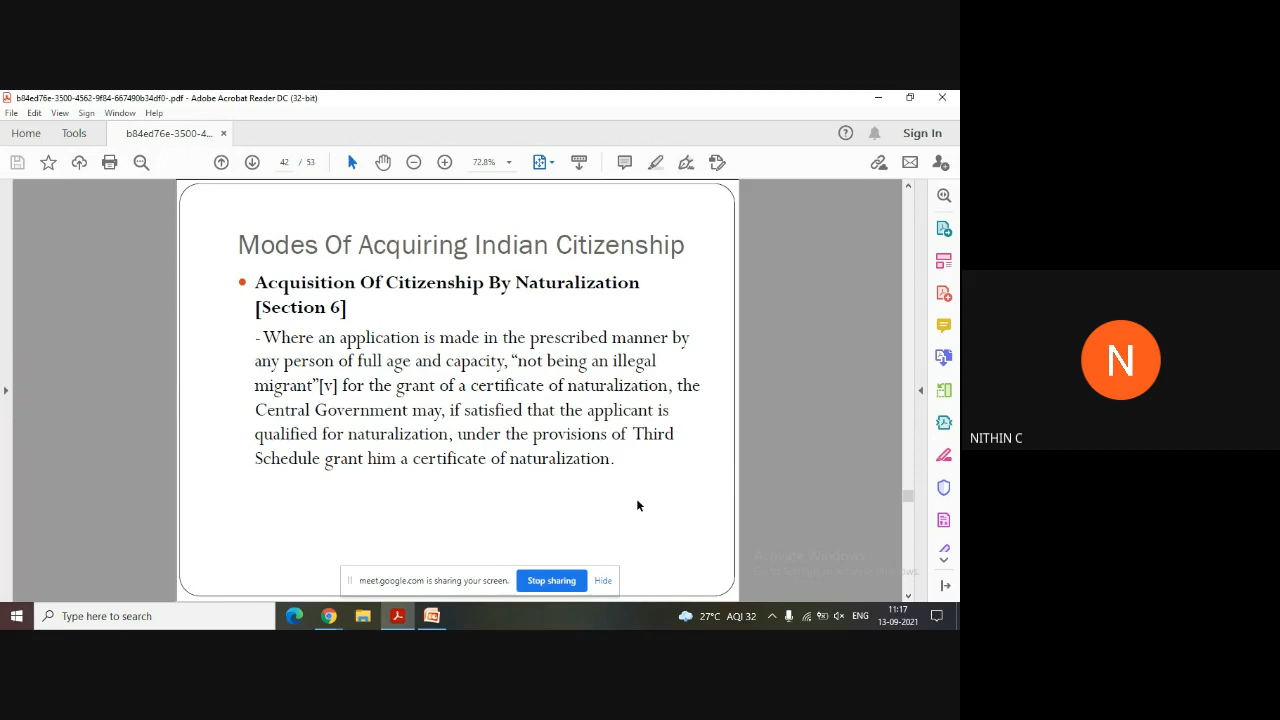 b84ed76e-3500-4562-9f84-667490b34df0-.pdf - Adobe Acrobat Reader DC (32-bit)
File Edit View Sign Window Help
Home Tools b84ed76e-3500-4... × Sign In
42 / 53 72.8%
Modes Of Acquiring Indian Citizenship
• Acquisition Of Citizenship By Naturalization
[Section 6]
- Where an application is made in the prescribed manner by
any person of full age and capacity, “not being an illegal
migrant”[v] for the grant of a certificate of naturalization, the
Central Government may, if satisfied that the applicant is
qualified for naturalization, under the provisions of Third
Schedule grant him a certificate of naturalization.
Activate Windows
meet.google.com is sharing your screen. Stop sharing Hide
Type here to search
27°C AQI 32 ENG
11:17
13-09-2021
N
NITHIN C